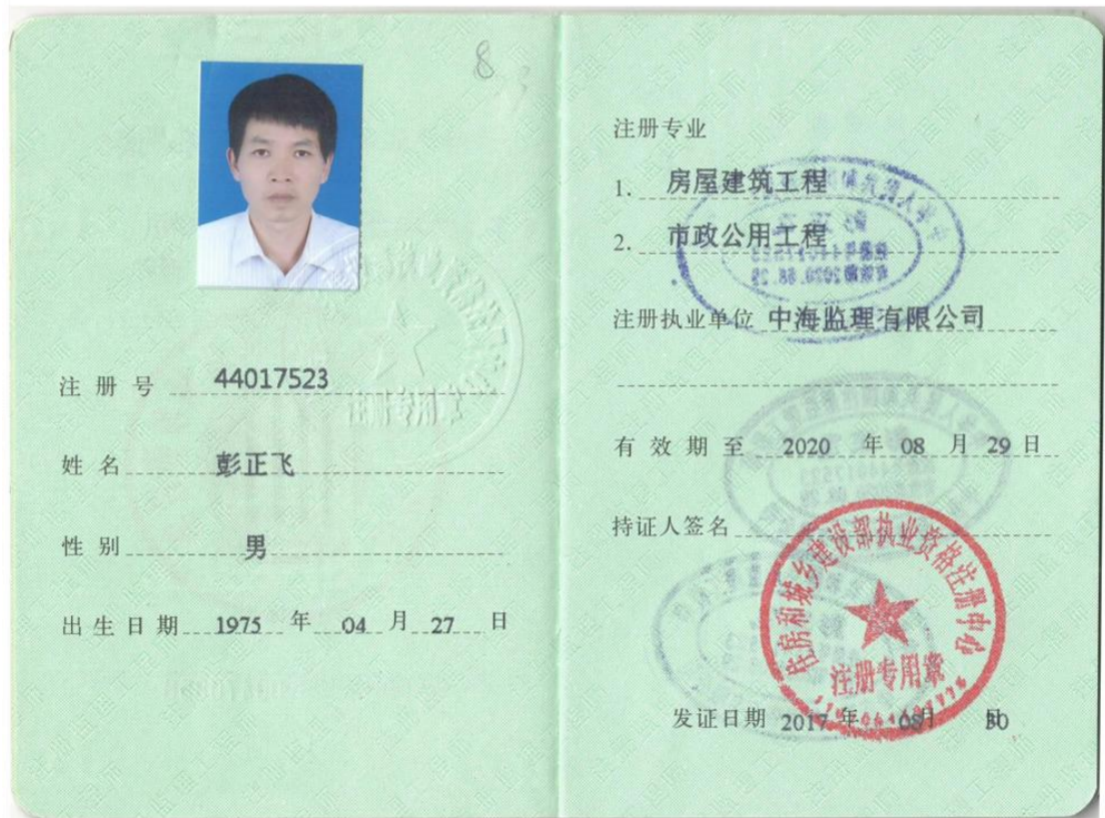 8
注册号 44017523
姓名 彭正飞
性别 男
出生日期 1975 年 04 月 27 日
注册专业
1. 房屋建筑工程
2. 市政公用工程
注册执业单位 中海监理有限公司
有效期至 2020 年 08 月 29 日
持证人签名
住房和城乡建设部执业资格注册中心
注册专用章
发证日期 2017 年 08 月 30 日